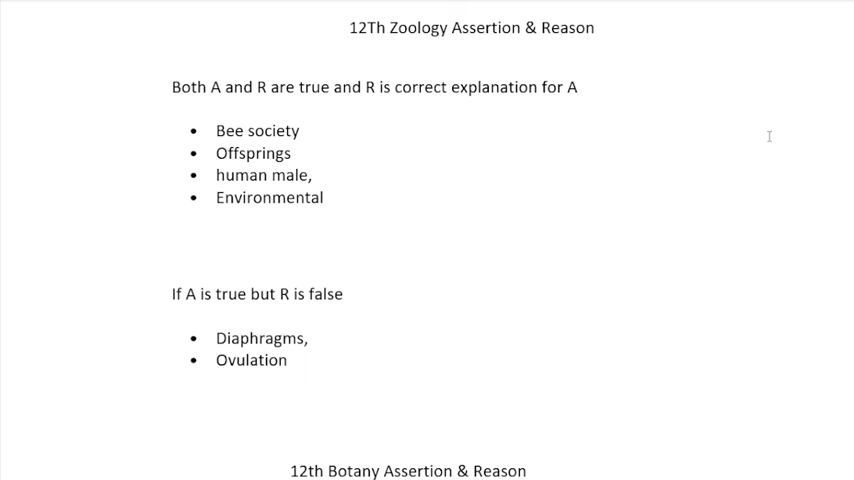 12Th Zoology Assertion & Reason
Both A and R are true and R is correct explanation for A
• Bee society
• Offsprings
• human male,
• Environmental
If A is true but R is false
• Diaphragms,
• Ovulation
12th Botany Assertion & Reason